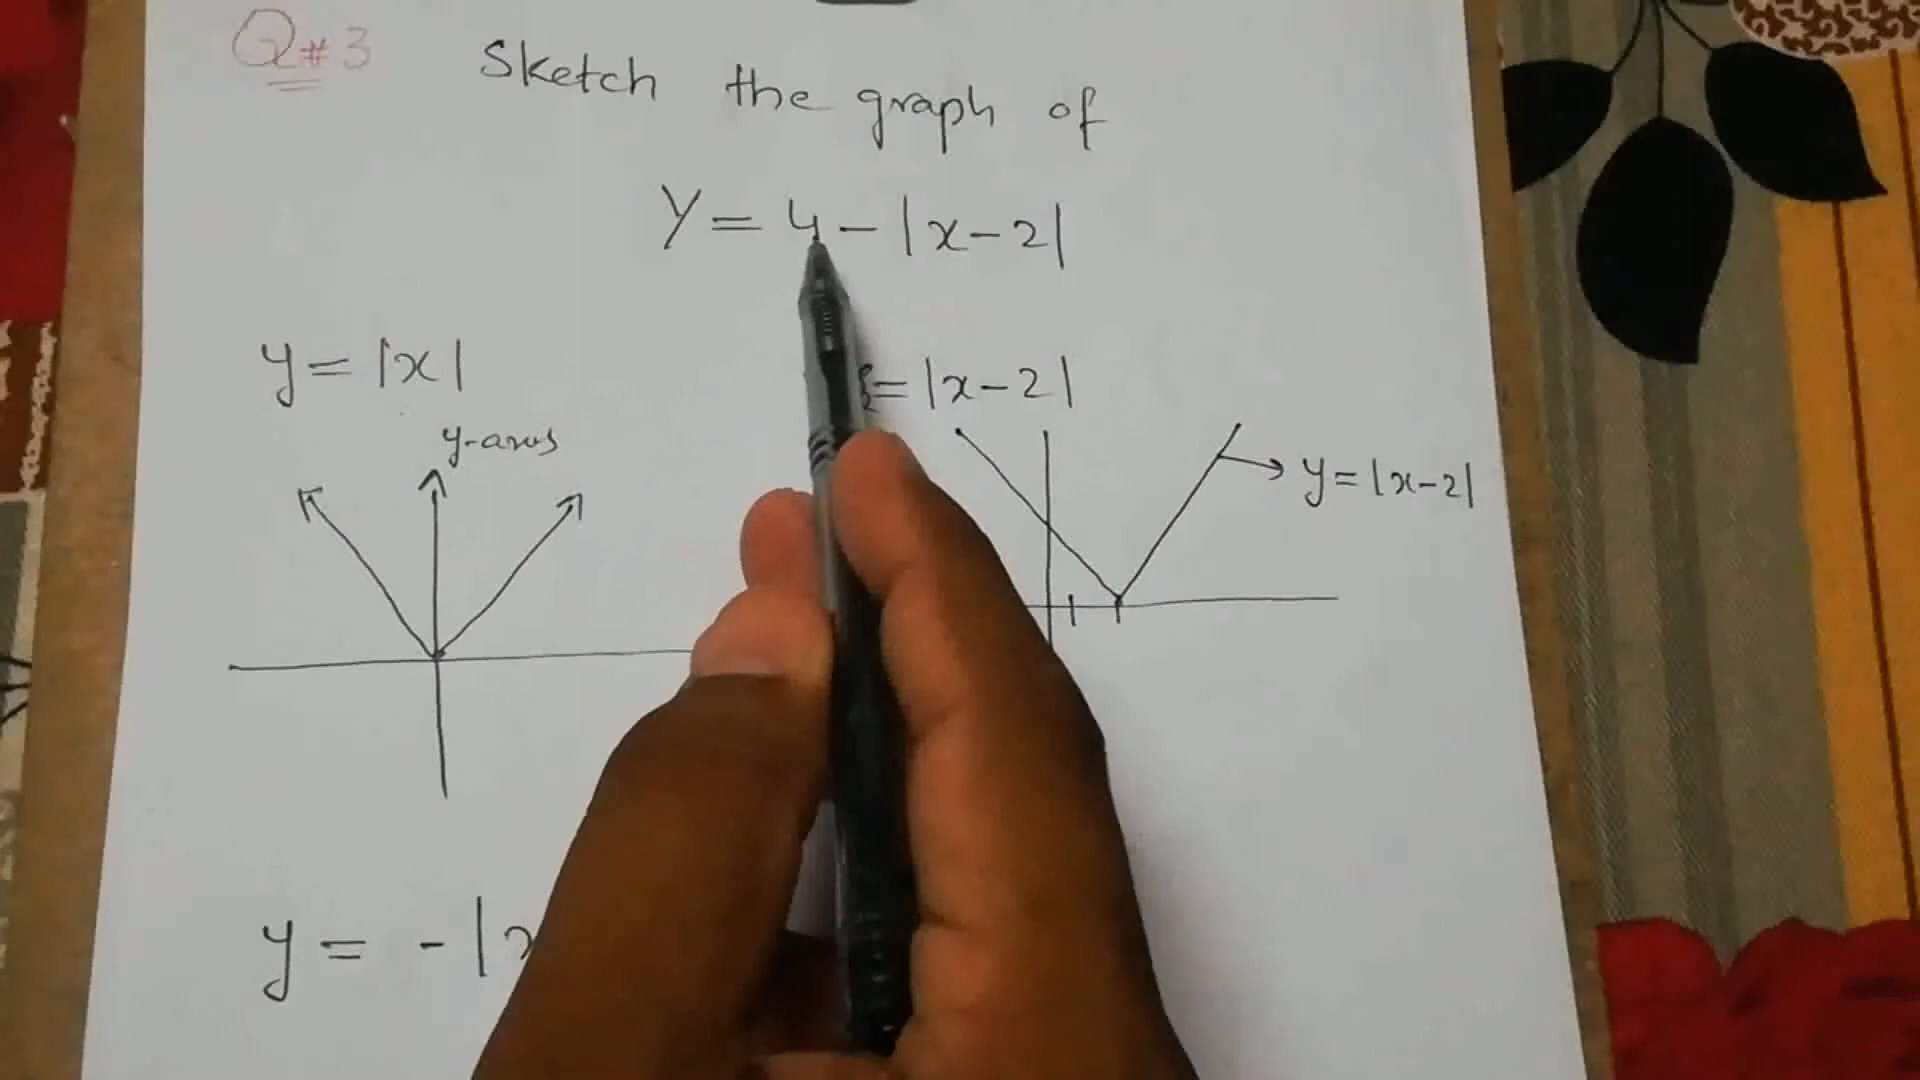 Q#3
Sketch the graph of
Y = 4 - |x-2|
y = |x|
= |x-2|
y-axis
y = |x-2|
y = - |x